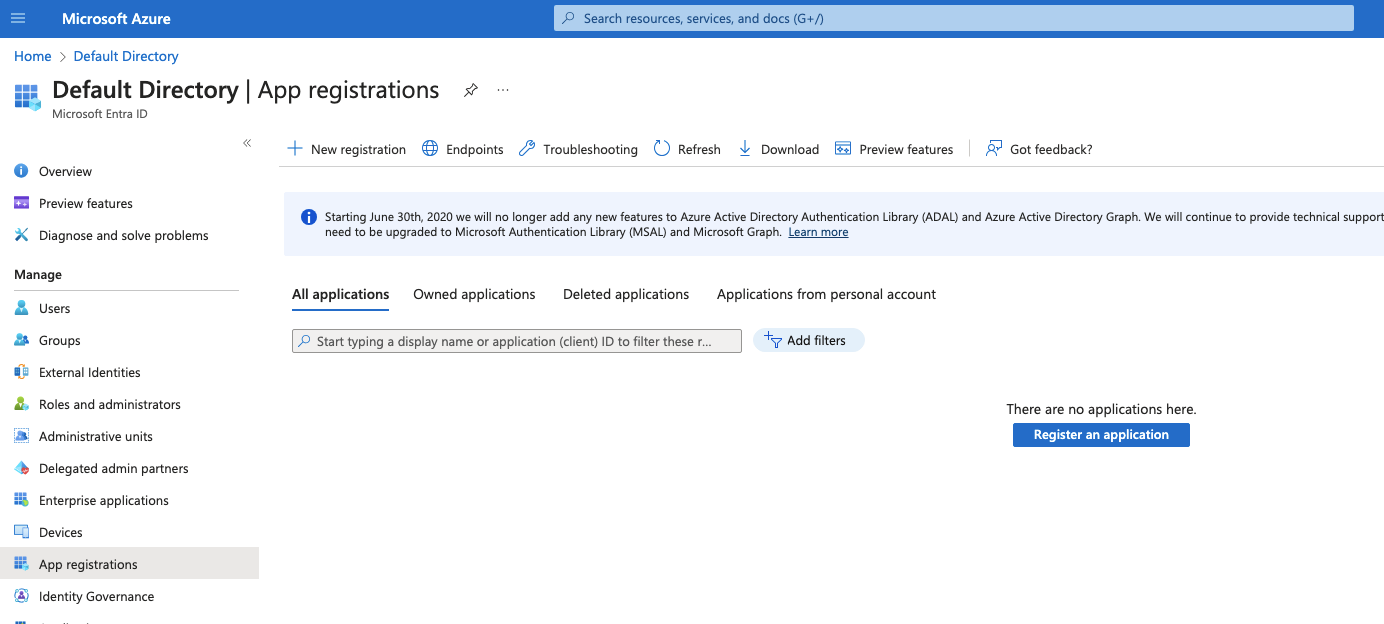 Microsoft Azure
Search resources, services, and docs (G+/)
Home > Default Directory
Default Directory | App registrations
Microsoft Entra ID
New registration
Endpoints
Troubleshooting
Refresh
Download
Preview features
Got feedback?
Overview
Preview features
Diagnose and solve problems
Manage
Users
Groups
External Identities
Roles and administrators
Administrative units
Delegated admin partners
Enterprise applications
Devices
App registrations
Identity Governance
Starting June 30th, 2020 we will no longer add any new features to Azure Active Directory Authentication Library (ADAL) and Azure Active Directory Graph. We will continue to provide technical support
need to be upgraded to Microsoft Authentication Library (MSAL) and Microsoft Graph. Learn more
All applications
Owned applications
Deleted applications
Applications from personal account
Start typing a display name or application (client) ID to filter these r...
Add filters
There are no applications here.
Register an application